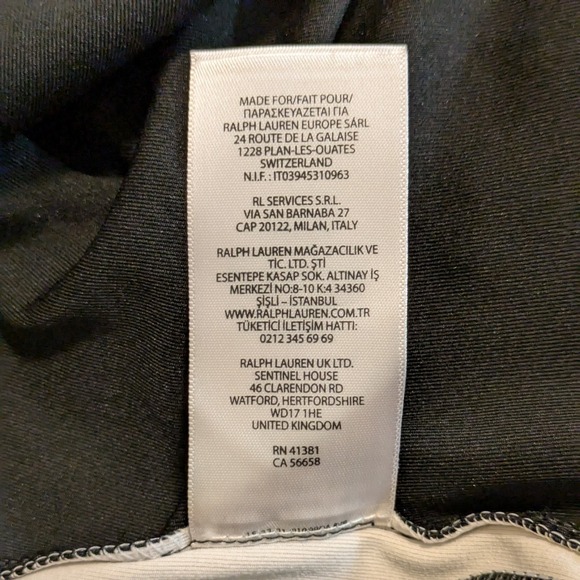 MADE FOR/FAIT POUR/
ΠΑΡΑΣΚΕΥΑΖΕΤΑΙ ΓΙΑ
RALPH LAUREN EUROPE SÁRL
24 ROUTE DE LA GALAISE
1228 PLAN-LES-OUATES
SWITZERLAND
N.I.F. : IT03945310963
RL SERVICES S.R.L.
VIA SAN BARNABA 27
CAP 20122, MILAN, ITALY
RALPH LAUREN MAĞAZACILIK VE
TİC. LTD. ŞTİ
ESENTEPE KASAP SOK. ALTINAY İŞ
MERKEZİ NO:8-10 K:4 34360
ŞİŞLİ – İSTANBUL
WWW.RALPHLAUREN.COM.TR
TÜKETİCİ İLETİŞİM HATTI:
0212 345 69 69
RALPH LAUREN UK LTD.
SENTINEL HOUSE
46 CLARENDON RD
WATFORD, HERTFORDSHIRE
WD17 1HE
UNITED KINGDOM
RN 41381
CA 56658